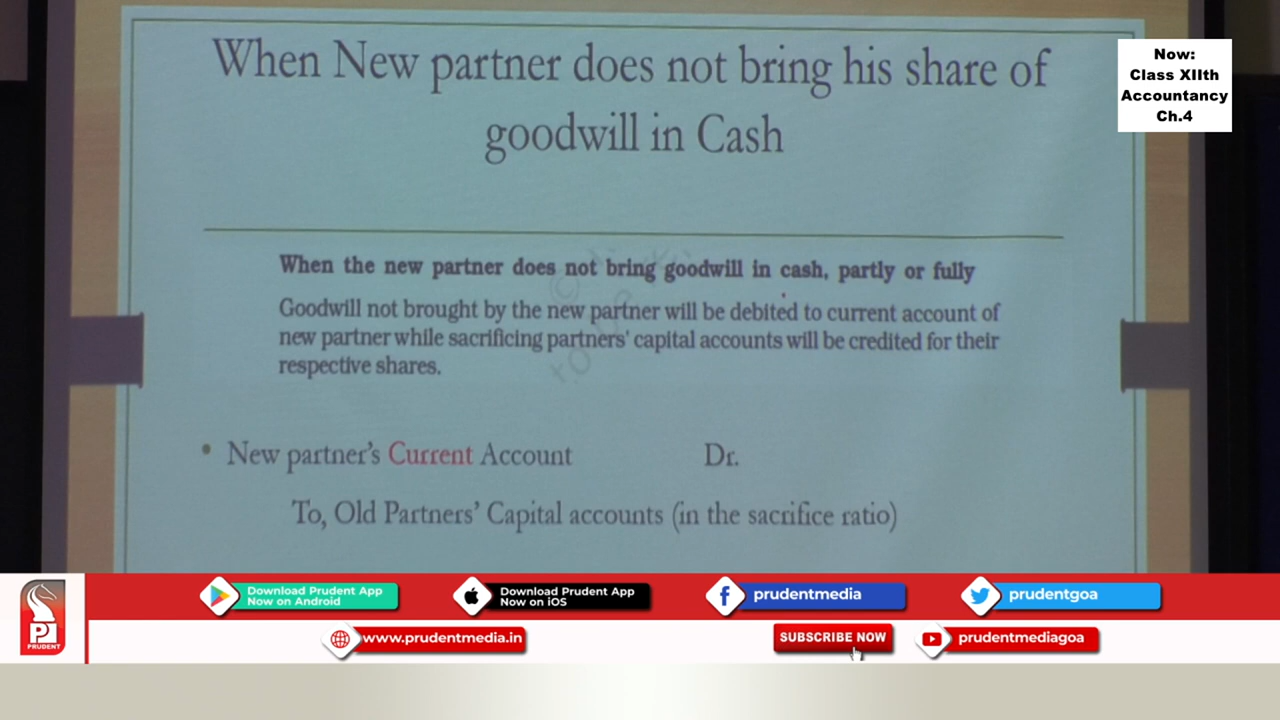 When New partner does not bring his share of
goodwill in Cash
Now:
Class XIIth
Accountancy
Ch.4
When the new partner does not bring goodwill in cash, partly or fully
Goodwill not brought by the new partner will be debited to current account of
new partner while sacrificing partners' capital accounts will be credited for their
respective shares.
• New partner's Current Account Dr.
To, Old Partners' Capital accounts (in the sacrifice ratio)
PRUDENT
Download Prudent App
Now on Android
Download Prudent App
Now on iOS
prudentmedia
prudentgoa
www.prudentmedia.in
SUBSCRIBE NOW
prudentmediagoa